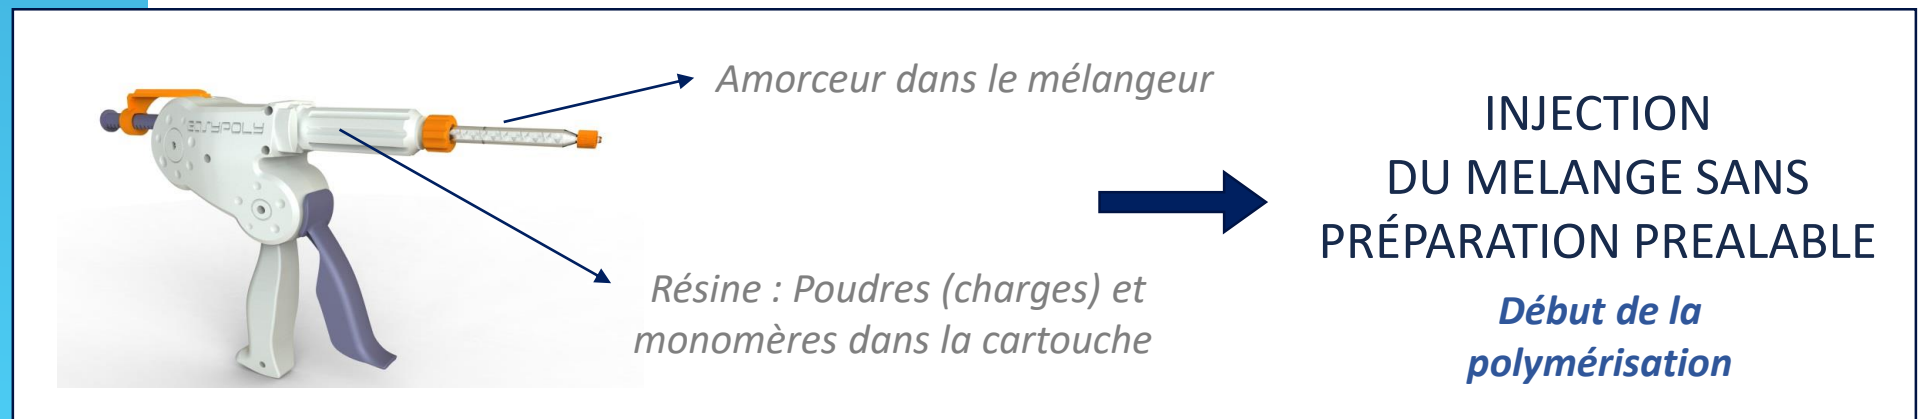 Amorceur dans le mélangeur
Résine : Poudres (charges) et
monomères dans la cartouche
INJECTION
DU MELANGE SANS
PRÉPARATION PREALABLE
Début de la
polymérisation